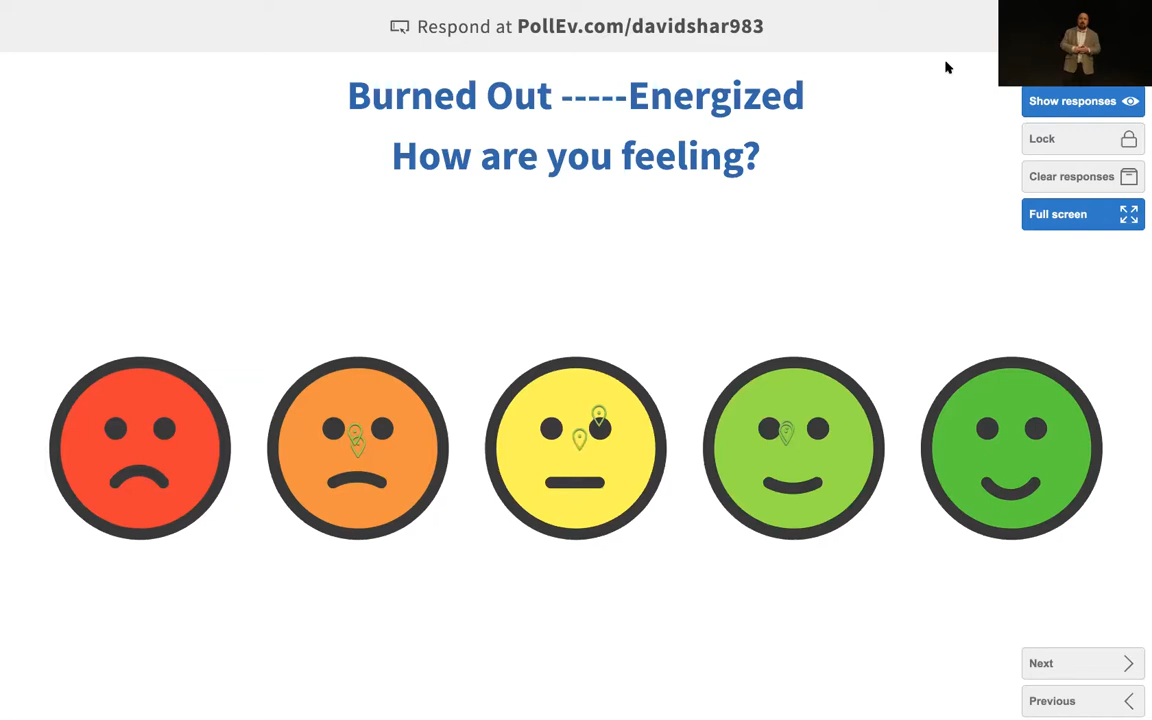 Respond at PollEv.com/davidshar983
Burned Out -----Energized
How are you feeling?
Show responses
Lock
Clear responses
Full screen
Next
Previous